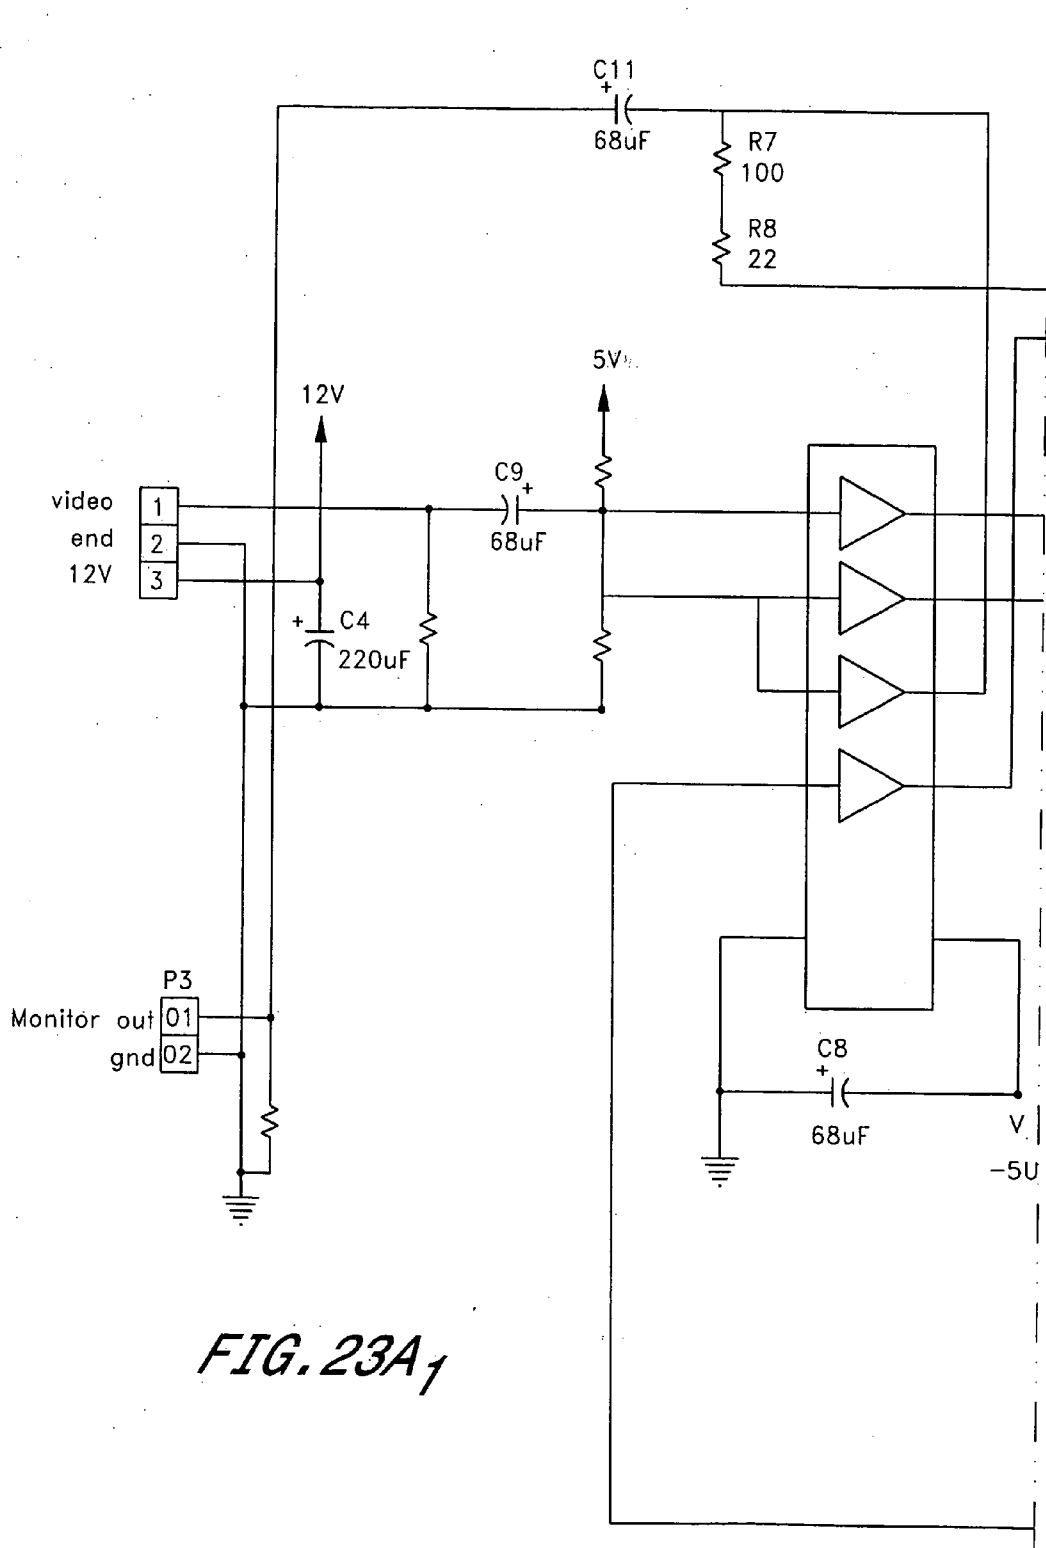 C11
+
68uF
R7
100
R8
22
5V
12V
C9
+
68uF
video 1
end 2
12V 3
+ C4
220uF
P3
Monitor out 01
gnd 02
C8
+
68uF
V
-5U
FIG. 23A1